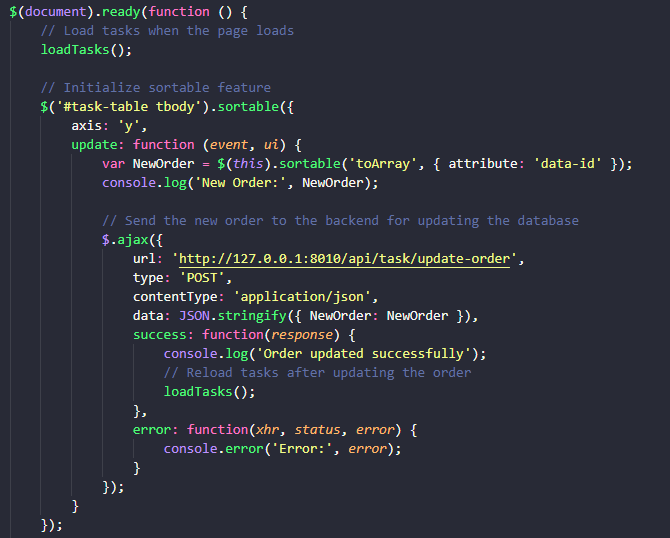 $(document).ready(function () {
    // Load tasks when the page loads
    loadTasks();

    // Initialize sortable feature
    $('#task-table tbody').sortable({
        axis: 'y',
        update: function (event, ui) {
            var NewOrder = $(this).sortable('toArray', { attribute: 'data-id' });
            console.log('New Order:', NewOrder);

            // Send the new order to the backend for updating the database
            $.ajax({
                url: 'http://127.0.0.1:8010/api/task/update-order',
                type: 'POST',
                contentType: 'application/json',
                data: JSON.stringify({ NewOrder: NewOrder }),
                success: function(response) {
                    console.log('Order updated successfully');
                    // Reload tasks after updating the order
                    loadTasks();
                },
                error: function(xhr, status, error) {
                    console.error('Error:', error);
                }
            });
        }
    });